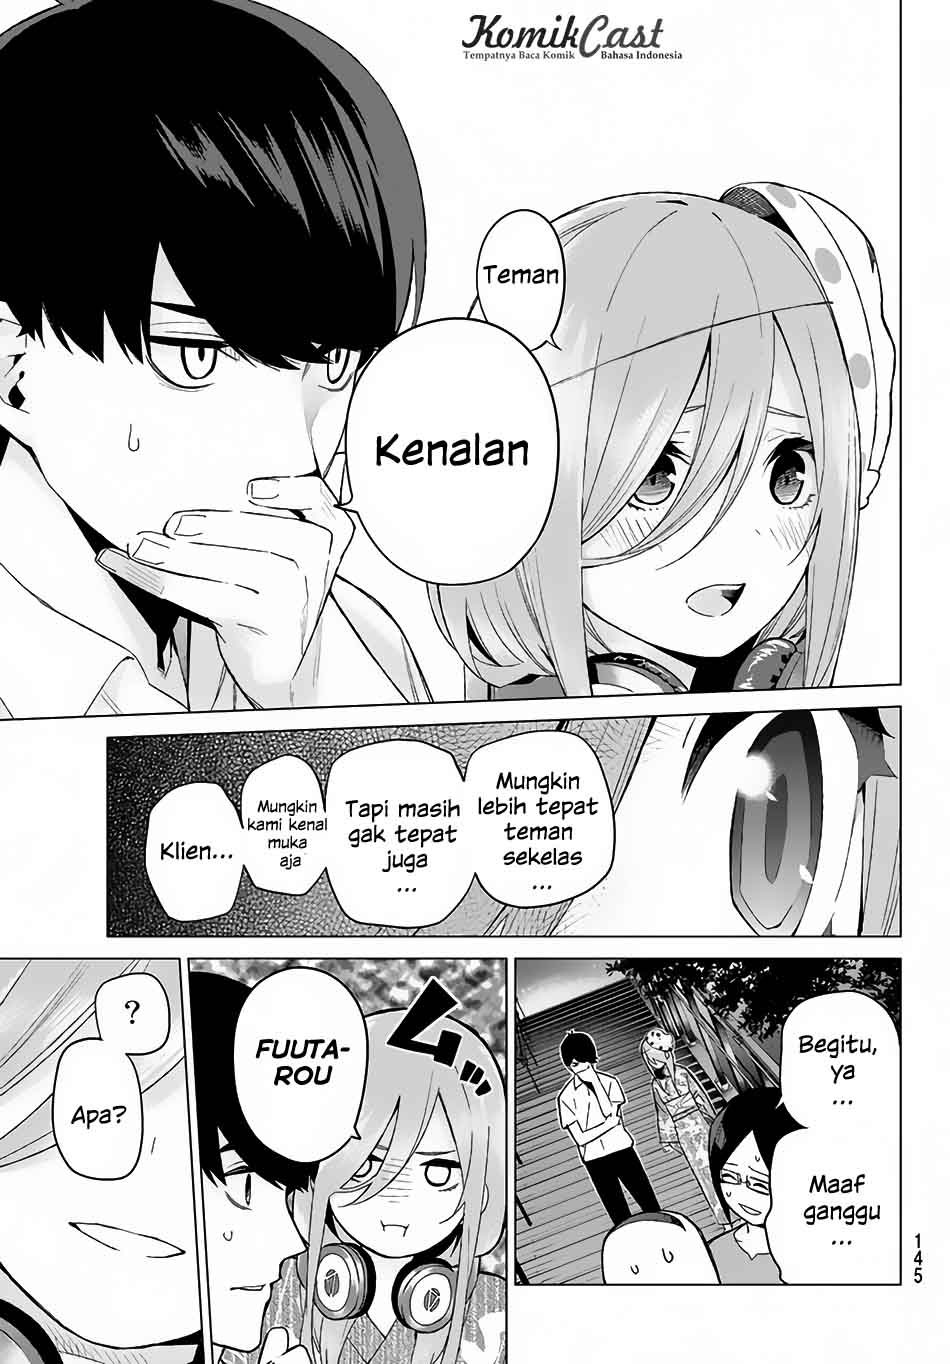 KomikCast
Tempatnya Baca Komik Bahasa Indonesia
Teman
Kenalan
Mungkin
lebih tepat
teman
sekelas
...
Tapi masih
gak tepat
juga
...
Mungkin
kami kenal
muka
aja
Klien...
Begitu,
ya
...
Maaf
ganggu
...
FUUTA-
ROU
ム
?
Apa?
145